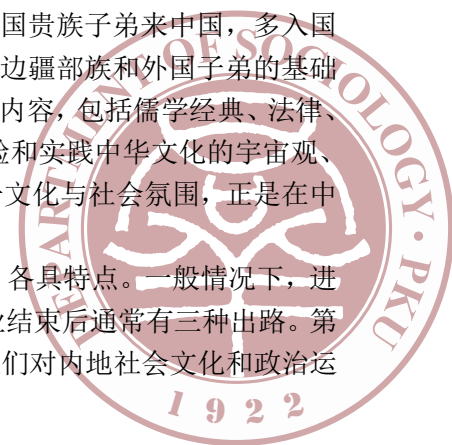 国贵族子弟来中国，多入国
边疆部族和外国子弟的基础
内容，包括儒学经典、法律、
和实践中华文化的宇宙观、
文化与社会氛围，正是在中
各具特点。一般情况下，进
结束后通常有三种出路。第
们对内地社会文化和政治运
DEPARTMENT OF SOCIOLOGY · PKU
1922